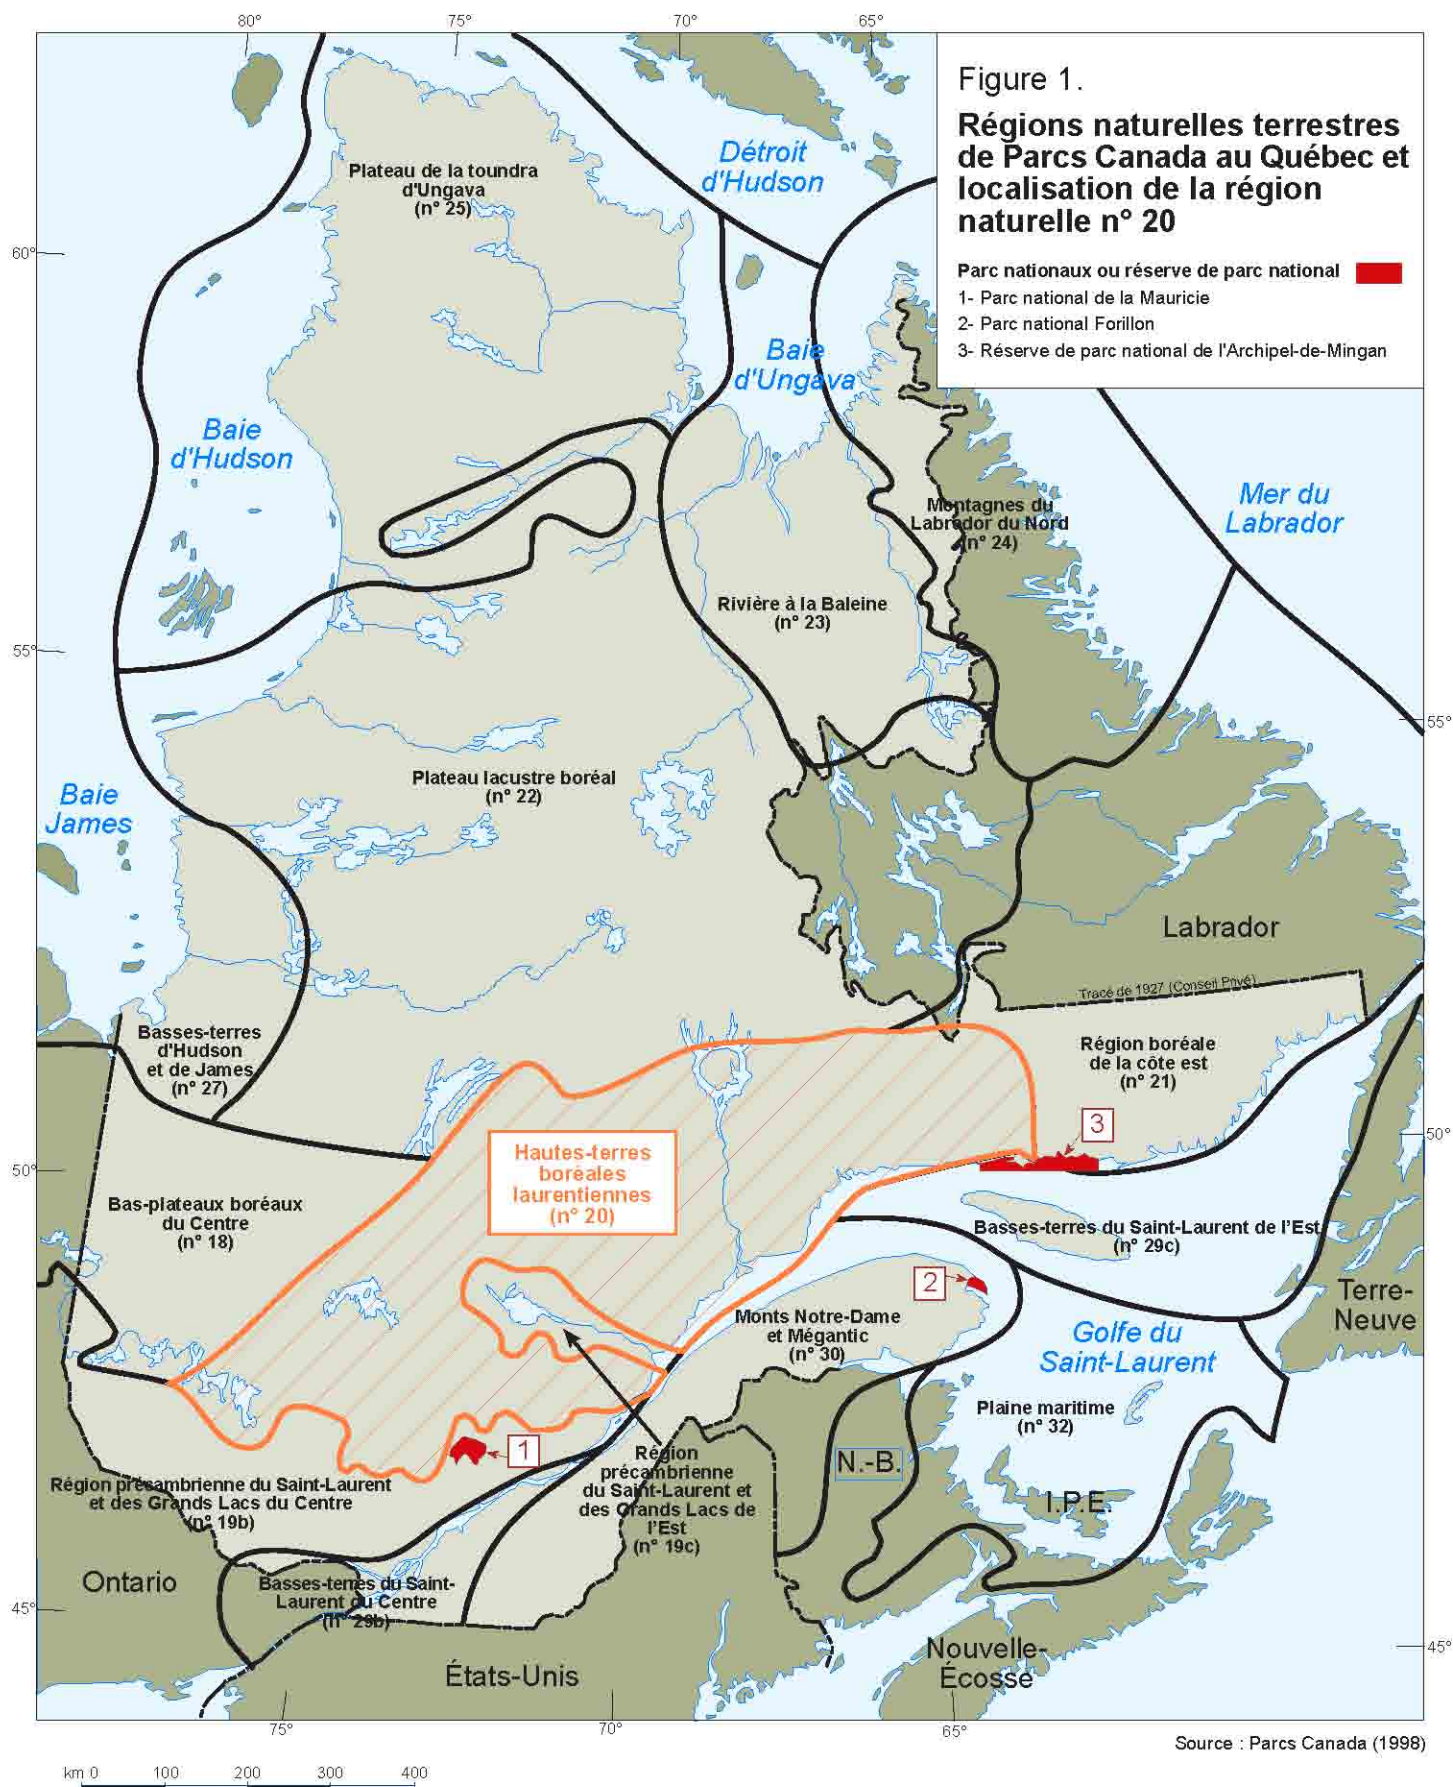 80°
75°
70°
65°
Figure 1.
Régions naturelles terrestres
de Parcs Canada au Québec et
localisation de la région
naturelle n° 20
Parc nationaux ou réserve de parc national
1- Parc national de la Mauricie
2- Parc national Forillon
3- Réserve de parc national de l'Archipel-de-Mingan
Détroit
d'Hudson
Plateau de la toundra
d'Ungava
(n° 25)
60°
Baie
d'Ungava
Baie
d'Hudson
Mer du
Labrador
Montagnes du
Labrador du Nord
(n° 24)
Rivière à la Baleine
(n° 23)
55°
55°
Plateau lacustre boréal
(n° 22)
Baie
James
Labrador
Tracé de 1927 (Conseil Privé)
Basses-terres
d'Hudson
et de James
(n° 27)
Région boréale
de la côte est
(n° 21)
3
50°
50°
Hautes-terres
boréales
laurentiennes
(n° 20)
Bas-plateaux boréaux
du Centre
(n° 18)
Basses-terres du Saint-Laurent de l'Est
(n° 29c)
2
Terre-
Neuve
Monts Notre-Dame
et Mégantic
(n° 30)
Golfe du
Saint-Laurent
Plaine maritime
(n° 32)
1
N.-B.
Région
précambrienne
du Saint-Laurent et
des Grands Lacs de
l'Est
(n° 19c)
Région précambrienne du Saint-Laurent
et des Grands Lacs du Centre
(n° 19b)
I.P.E.
Ontario
Basses-terres du Saint-
Laurent du Centre
(n° 29b)
45°
45°
États-Unis
Nouvelle-
Écosse
75°
70°
65°
Source : Parcs Canada (1998)
km 0 100 200 300 400